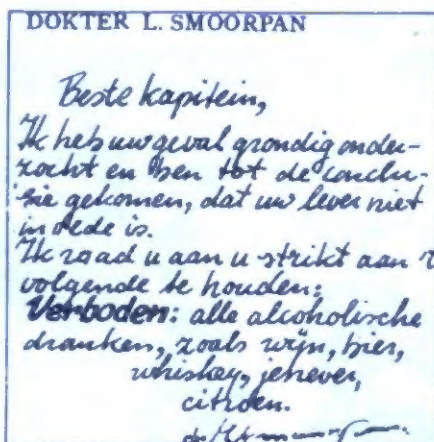 DOKTER L. SMOORPAN
Beste kapitein,
Ik heb uw geval grondig onder-
zocht en ben tot de conclu-
sie gekomen, dat uw lever niet
in orde is.
Ik raad u aan u strikt aan
volgende te houden:
Verboden: alle alcoholische
dranken, zoals wijn, bier,
whiskey, jenever,
citroen.